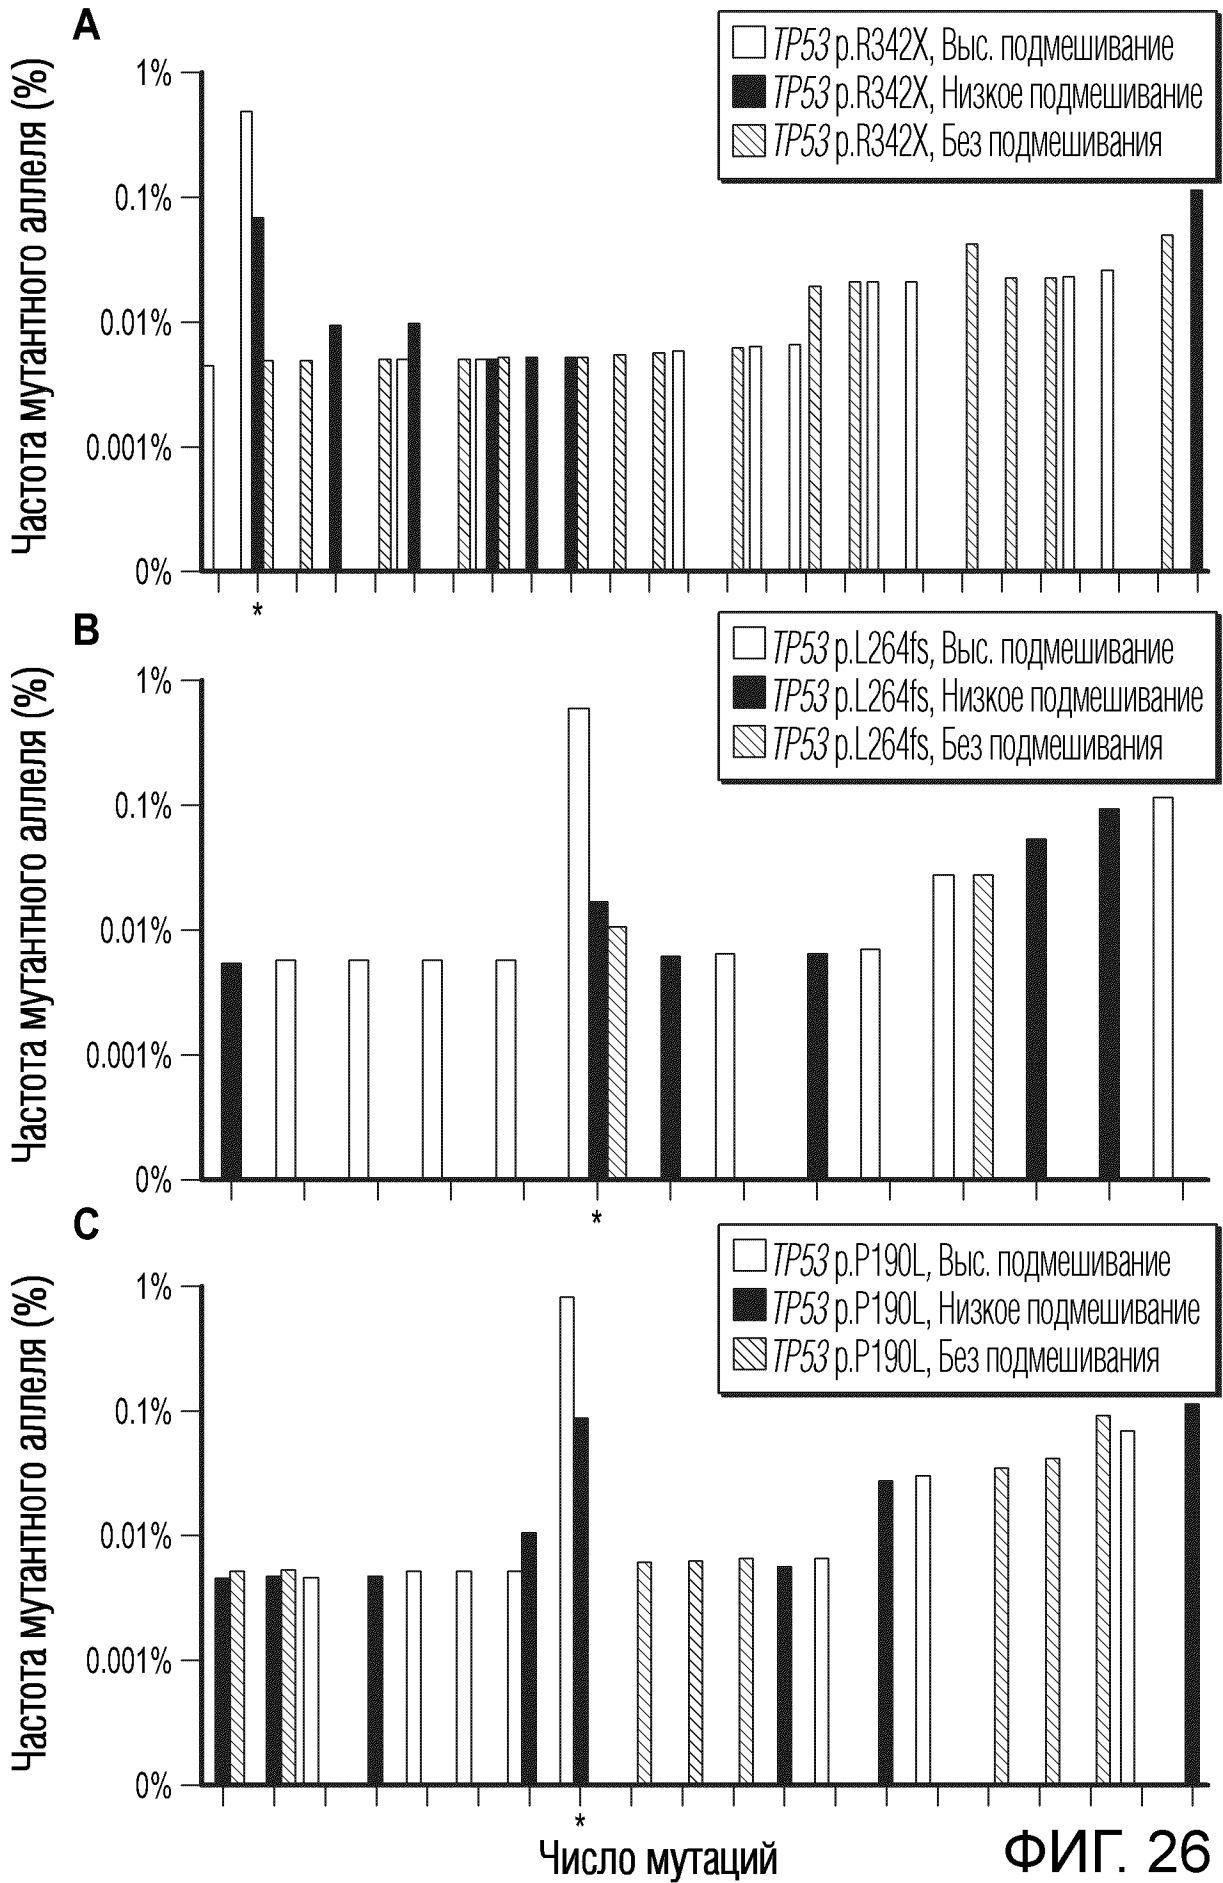 A
TP53 p.R342X, Выс. подмешивание
TP53 p.R342X, Низкое подмешивание
TP53 p.R342X, Без подмешивания
Частота мутантного аллеля (%)
1%
0.1%
0.01%
0.001%
0%
*
B
TP53 p.L264fs, Выс. подмешивание
TP53 p.L264fs, Низкое подмешивание
TP53 p.L264fs, Без подмешивания
Частота мутантного аллеля (%)
1%
0.1%
0.01%
0.001%
0%
*
C
TP53 p.P190L, Выс. подмешивание
TP53 p.P190L, Низкое подмешивание
TP53 p.P190L, Без подмешивания
Частота мутантного аллеля (%)
1%
0.1%
0.01%
0.001%
0%
*
Число мутаций
ФИГ. 26